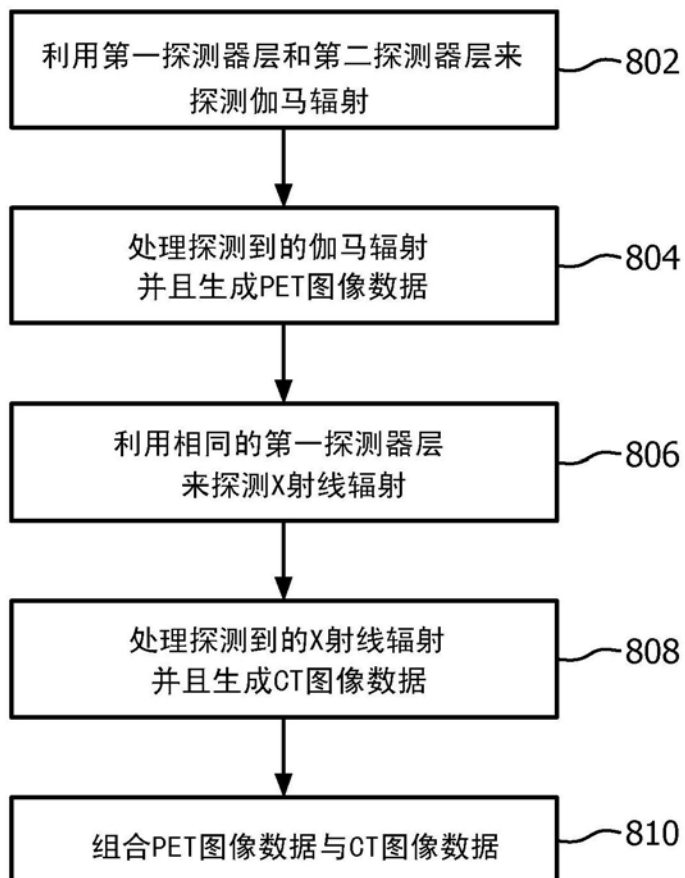 利用第一探测器层和第二探测器层来
探测伽马辐射
802
处理探测到的伽马辐射
并且生成PET图像数据
804
利用相同的第一探测器层
来探测X射线辐射
806
处理探测到的X射线辐射
并且生成CT图像数据
808
组合PET图像数据与CT图像数据
810